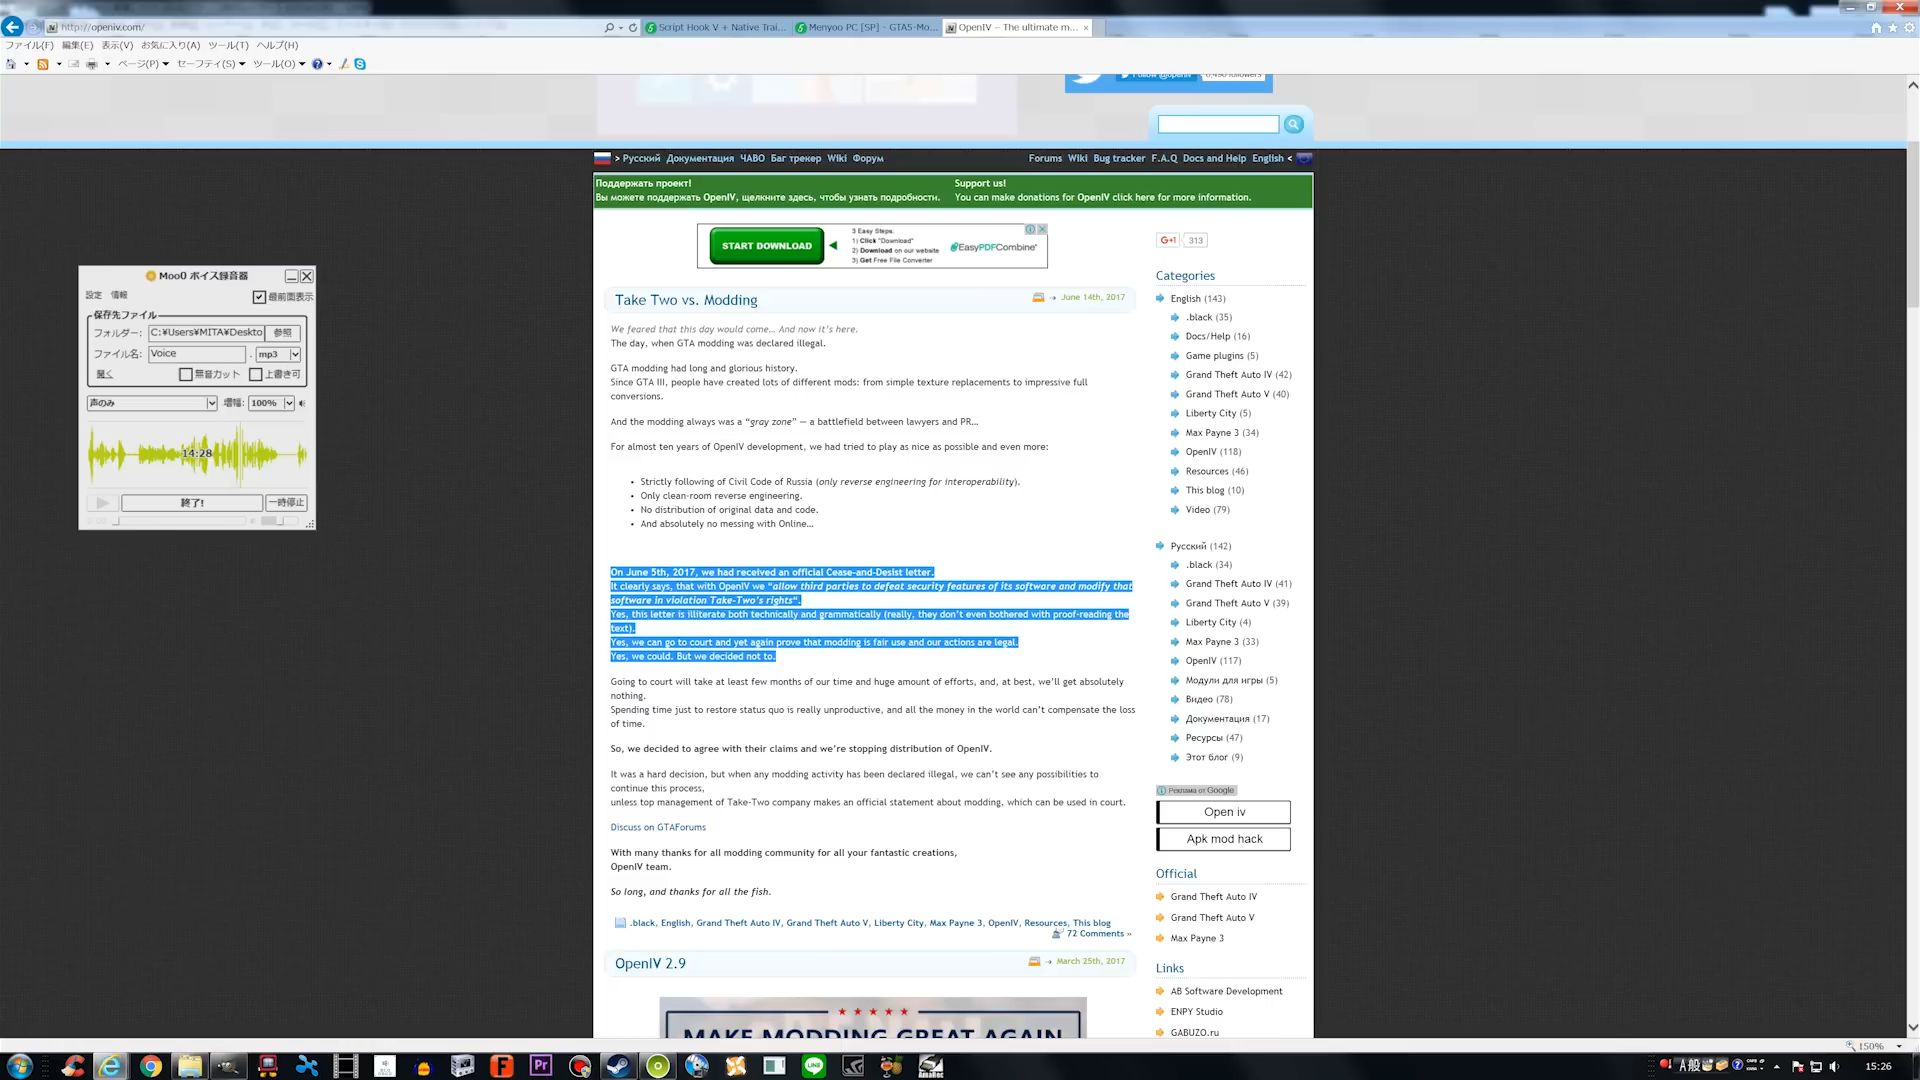 http://openiv.com/
Script Hook V + Native Trai...
Menyoo PC [SP] - GTA5-Mo...
OpenIV – The ultimate m...
ファイル(F) 編集(E) 表示(V) お気に入り(A) ツール(T) ヘルプ(H)
ページ(P) セーフティ(S) ツール(O)
> Русский Документация ЧАВО Баг трекер Wiki Форум
Forums Wiki Bug tracker F.A.Q Docs and Help English <
Поддержать проект!
Вы можете поддержать OpenIV, щелкните здесь, чтобы узнать подробности.
Support us!
You can make donations for OpenIV click here for more information.
START DOWNLOAD
3 Easy Steps:
1) Click "Download"
2) Download on our website
3) Get Free File Converter
EasyPDFCombine
Take Two vs. Modding
June 14th, 2017
We feared that this day would come… And now it’s here.
The day, when GTA modding was declared illegal.
GTA modding had long and glorious history.
Since GTA III, people have created lots of different mods: from simple texture replacements to impressive full
conversions.
And the modding always was a “gray zone” — a battlefield between lawyers and PR…
For almost ten years of OpenIV development, we had tried to play as nice as possible and even more:
• Strictly following of Civil Code of Russia (only reverse engineering for interoperability).
• Only clean-room reverse engineering.
• No distribution of original data and code.
• And absolutely no messing with Online…
On June 5th, 2017, we had received an official Cease-and-Desist letter.
It clearly says, that with OpenIV we “allow third parties to defeat security features of its software and modify that
software in violation Take-Two’s rights“.
Yes, this letter is illiterate both technically and grammatically (really, they don’t even bothered with proof-reading the
text).
Yes, we can go to court and yet again prove that modding is fair use and our actions are legal.
Yes, we could. But we decided not to.
Going to court will take at least few months of our time and huge amount of efforts, and, at best, we’ll get absolutely
nothing.
Spending time just to restore status quo is really unproductive, and all the money in the world can’t compensate the loss
of time.
So, we decided to agree with their claims and we’re stopping distribution of OpenIV.
It was a hard decision, but when any modding activity has been declared illegal, we can’t see any possibilities to
continue this process,
unless top management of Take-Two company makes an official statement about modding, which can be used in court.
Discuss on GTAForums
With many thanks for all modding community for all your fantastic creations,
OpenIV team.
So long, and thanks for all the fish.
.black, English, Grand Theft Auto IV, Grand Theft Auto V, Liberty City, Max Payne 3, OpenIV, Resources, This blog
72 Comments »
OpenIV 2.9
March 25th, 2017
MAKE MODDING GREAT AGAIN
G+1 313
Categories
English (143)
.black (35)
Docs/Help (16)
Game plugins (5)
Grand Theft Auto IV (42)
Grand Theft Auto V (40)
Liberty City (5)
Max Payne 3 (34)
OpenIV (118)
Resources (46)
This blog (10)
Video (79)
Русский (142)
.black (34)
Grand Theft Auto IV (41)
Grand Theft Auto V (39)
Liberty City (4)
Max Payne 3 (33)
OpenIV (117)
Модули для игры (5)
Видео (78)
Документация (17)
Ресурсы (47)
Этот блог (9)
Реклама от Google
Open iv
Apk mod hack
Official
Grand Theft Auto IV
Grand Theft Auto V
Max Payne 3
Links
AB Software Development
ENPY Studio
GABUZO.ru
Moo0 ボイス録音器
設定 情報
最前面表示
保存先ファイル
フォルダー: C:¥Users¥MITA¥Deskto 参照
ファイル名: Voice . mp3
開く 無音カット 上書き可
声のみ 増幅: 100%
14:28
終了! 一時停止
150%
A般
15:26